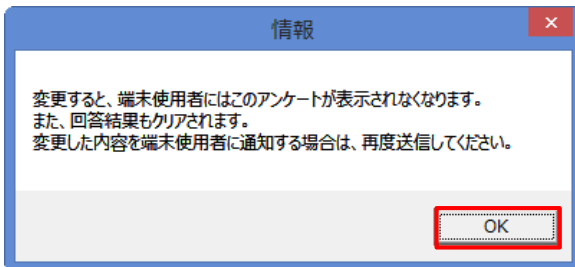 情報
変更すると、端末使用者にはこのアンケートが表示されなくなります。
また、回答結果もクリアされます。
変更した内容を端末使用者に通知する場合は、再度送信してください。
OK